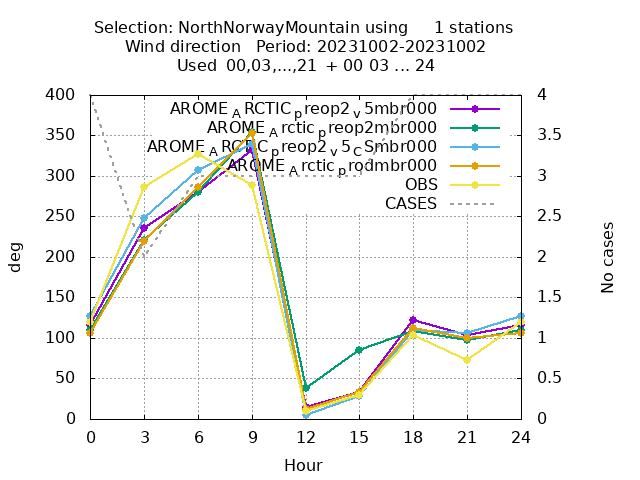 Selection: NorthNorwayMountain using 1 stations
Wind direction Period: 20231002-20231002
Used 00,03,...,21 + 00 03 ... 24
AROME_ARCTIC_preop2_v5mbr000
AROME_Arctic_preop2mbr000
AROME_ARCTIC_preop2_v5_CSmbr000
AROME_Arctic_prodmbr000
OBS
CASES
400
350
300
250
200
150
100
50
0
4
3.5
3
2.5
2
1.5
1
0.5
0
deg
No cases
0 3 6 9 12 15 18 21 24
Hour